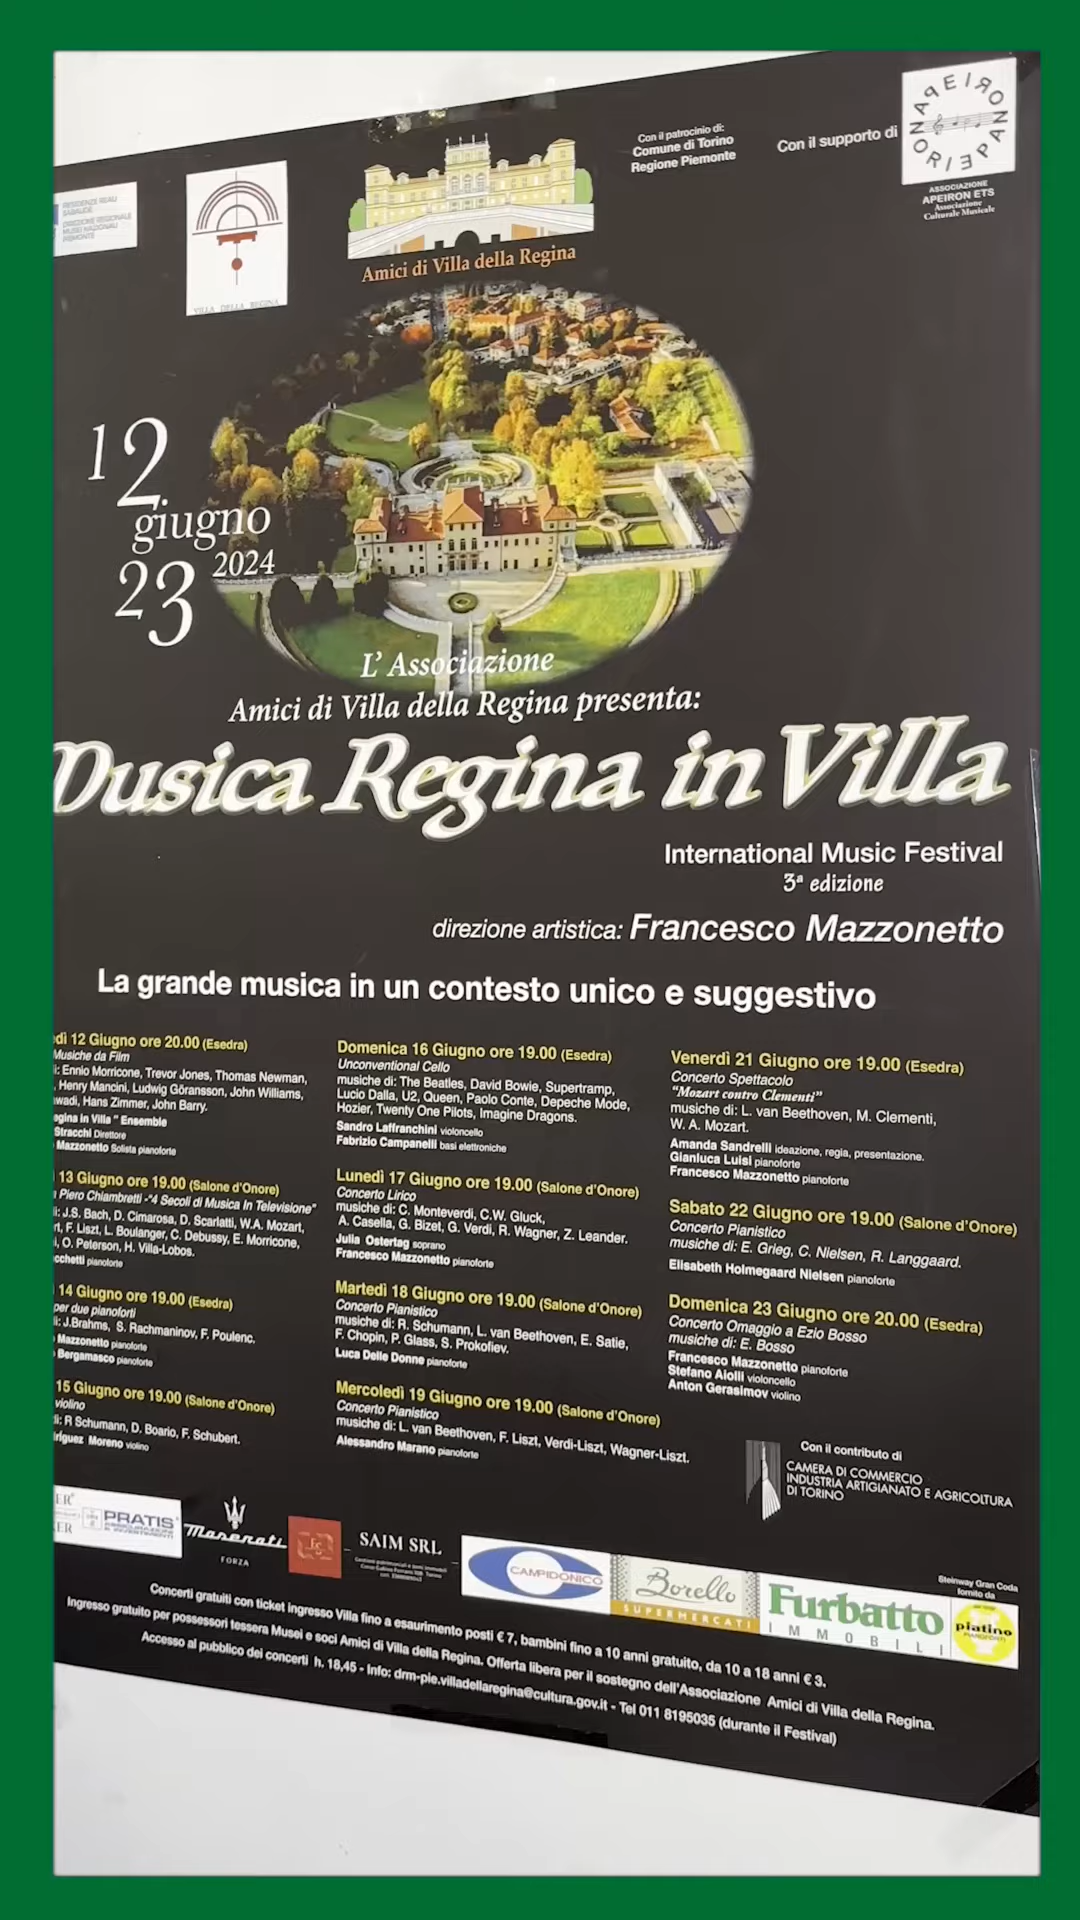 RESIDENZE REALI
SABAUDE
DIREZIONE REGIONALE
MUSEI NAZIONALI
PIEMONTE
VILLA DELLA REGINA
Amici di Villa della Regina
Con il patrocinio di:
Comune di Torino
Regione Piemonte
Con il supporto di
APEIRON
ASSOCIAZIONE
APEIRON ETS
Associazione
Culturale Musicale
12
giugno
23 2024
L' Associazione
Amici di Villa della Regina presenta:
Musica Regina in Villa
International Music Festival
3ª edizione
direzione artistica: Francesco Mazzonetto
La grande musica in un contesto unico e suggestivo
dì 12 Giugno ore 20.00 (Esedra)
Musiche da Film
i: Ennio Morricone, Trevor Jones, Thomas Newman,
, Henry Mancini, Ludwig Göransson, John Williams,
wadi, Hans Zimmer, John Barry.
egina in Villa " Ensemble
Stracchi Direttore
Mazzonetto Solista pianoforte
13 Giugno ore 19.00 (Salone d'Onore)
Piero Chiambretti -"4 Secoli di Musica In Televisione"
i: J.S. Bach, D. Cimarosa, D. Scarlatti, W.A. Mozart,
rt, F. Liszt, L. Boulanger, C. Debussy, E. Morricone,
i, O. Peterson, H. Villa-Lobos.
cchetti pianoforte
14 Giugno ore 19.00 (Esedra)
per due pianoforti
i: J.Brahms, S. Rachmaninov, F. Poulenc.
Mazzonetto pianoforte
Bergamasco pianoforte
15 Giugno ore 19.00 (Salone d'Onore)
violino
li: R Schumann, D. Boario, F. Schubert.
dríguez Moreno violino
Domenica 16 Giugno ore 19.00 (Esedra)
Unconventional Cello
musiche di: The Beatles, David Bowie, Supertramp,
Lucio Dalla, U2, Queen, Paolo Conte, Depeche Mode,
Hozier, Twenty One Pilots, Imagine Dragons.
Sandro Laffranchini violoncello
Fabrizio Campanelli basi elettroniche
Lunedì 17 Giugno ore 19.00 (Salone d'Onore)
Concerto Lirico
musiche di: C. Monteverdi, C.W. Gluck,
A. Casella, G. Bizet, G. Verdi, R. Wagner, Z. Leander.
Julia Ostertag soprano
Francesco Mazzonetto pianoforte
Martedì 18 Giugno ore 19.00 (Salone d'Onore)
Concerto Pianistico
musiche di: R. Schumann, L. van Beethoven, E. Satie,
F. Chopin, P. Glass, S. Prokofiev.
Luca Delle Donne pianoforte
Mercoledì 19 Giugno ore 19.00 (Salone d'Onore)
Concerto Pianistico
musiche di: L. van Beethoven, F. Liszt, Verdi-Liszt, Wagner-Liszt.
Alessandro Marano pianoforte
Venerdì 21 Giugno ore 19.00 (Esedra)
Concerto Spettacolo
"Mozart contro Clementi"
musiche di: L. van Beethoven, M. Clementi,
W. A. Mozart.
Amanda Sandrelli ideazione, regia, presentazione.
Gianluca Luisi pianoforte
Francesco Mazzonetto pianoforte
Sabato 22 Giugno ore 19.00 (Salone d'Onore)
Concerto Pianistico
musiche di: E. Grieg, C. Nielsen, R. Langgaard.
Elisabeth Holmegaard Nielsen pianoforte
Domenica 23 Giugno ore 20.00 (Esedra)
Concerto Omaggio a Ezio Bosso
musiche di: E. Bosso
Francesco Mazzonetto pianoforte
Stefano Aiolli violoncello
Anton Gerasimov violino
Con il contributo di
CAMERA DI COMMERCIO
INDUSTRIA ARTIGIANATO E AGRICOLTURA
DI TORINO
PRATIS
Maserati
FORZA
SAIM SRL
CAMPIDONICO
Borello
SUPERMERCATI
Furbatto
IMMOBILI
Steinway Gran Coda
fornito da
piatino
PIANOFORTI
Concerti gratuiti con ticket ingresso Villa fino a esaurimento posti € 7, bambini fino a 10 anni gratuito, da 10 a 18 anni € 3.
Ingresso gratuito per possessori tessera Musei e soci Amici di Villa della Regina. Offerta libera per il sostegno dell'Associazione Amici di Villa della Regina.
Accesso al pubblico dei concerti h. 18,45 - Info: drm-pie.villadellaregina@cultura.gov.it - Tel 011 8195035 (durante il Festival)